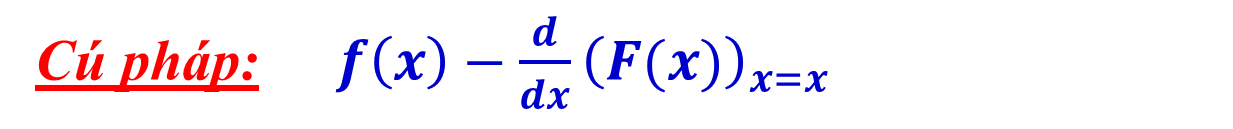 Cú pháp: f(x) − d/dx (F(x))ₓ₌ₓ